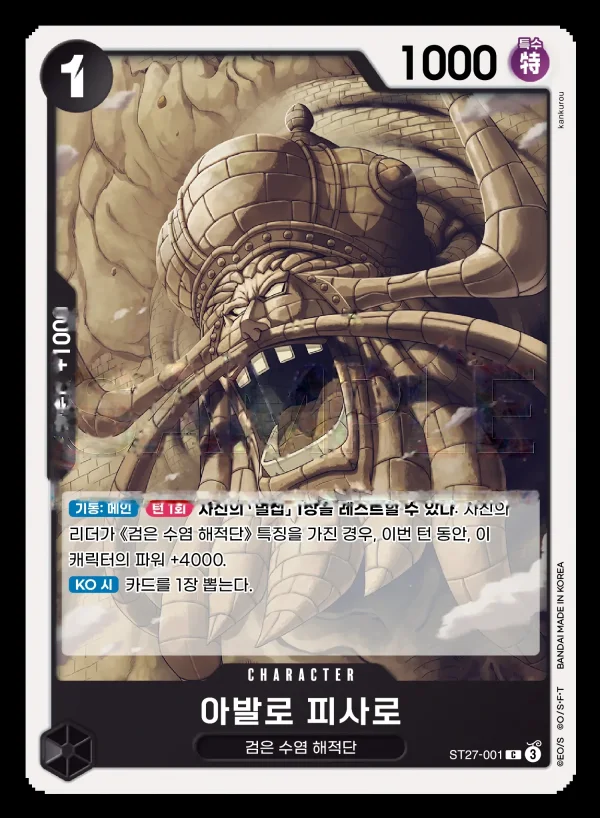 1
1000
특수
特
kankurou
+1000
SAMPLE
기동: 메인 턴 1회 자신의 「벌집」 1장을 레스트할 수 있다: 자신의
리더가 《검은 수염 해적단》 특징을 가진 경우, 이번 턴 동안, 이
캐릭터의 파워 +4000.
KO 시 카드를 1장 뽑는다.
CHARACTER
아발로 피사로
검은 수염 해적단
ST27-001 C 3
©EO/S ©O/S·F·T BANDAI MADE IN KOREA